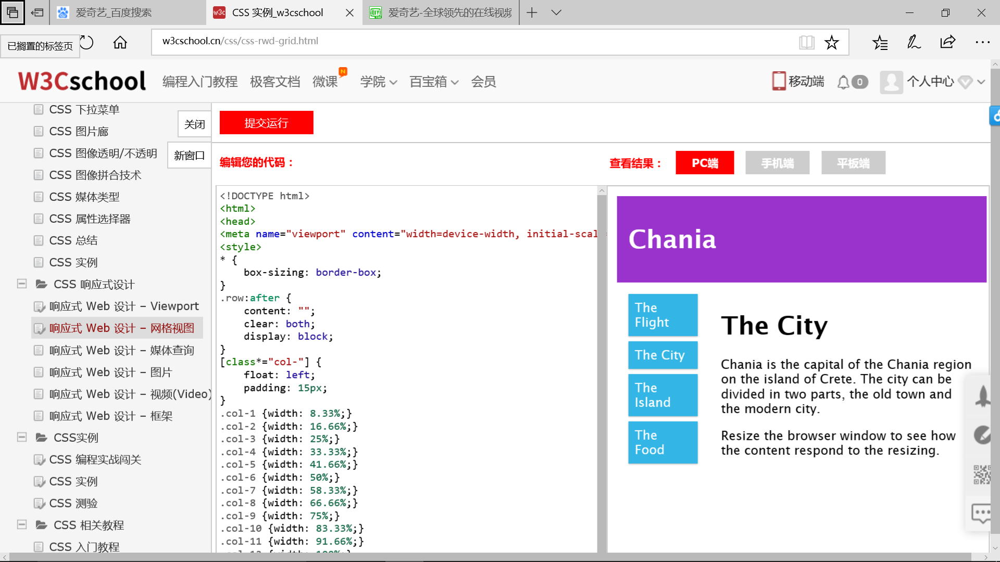 爱奇艺_百度搜索
CSS 实例_w3cschool
爱奇艺-全球领先的在线视频
已搁置的标签页
w3cschool.cn/css/css-rwd-grid.html
W3Cschool
编程入门教程
极客文档
微课
N
学院
百宝箱
会员
移动端
0
个人中心
CSS 下拉菜单
CSS 图片廊
CSS 图像透明/不透明
CSS 图像拼合技术
CSS 媒体类型
CSS 属性选择器
CSS 总结
CSS 实例
CSS 响应式设计
响应式 Web 设计 – Viewport
响应式 Web 设计 – 网格视图
响应式 Web 设计 – 媒体查询
响应式 Web 设计 – 图片
响应式 Web 设计 – 视频(Video)
响应式 Web 设计 – 框架
CSS实例
CSS 编程实战闯关
CSS 实例
CSS 测验
CSS 相关教程
CSS 入门教程
关闭
新窗口
提交运行
编辑您的代码：
查看结果：
PC端
手机端
平板端
<!DOCTYPE html>
<html>
<head>
<meta name="viewport" content="width=device-width, initial-scal
<style>
* {
    box-sizing: border-box;
}
.row:after {
    content: "";
    clear: both;
    display: block;
}
[class*="col-"] {
    float: left;
    padding: 15px;
}
.col-1 {width: 8.33%;}
.col-2 {width: 16.66%;}
.col-3 {width: 25%;}
.col-4 {width: 33.33%;}
.col-5 {width: 41.66%;}
.col-6 {width: 50%;}
.col-7 {width: 58.33%;}
.col-8 {width: 66.66%;}
.col-9 {width: 75%;}
.col-10 {width: 83.33%;}
.col-11 {width: 91.66%;}
Chania
The
Flight
The City
The
Island
The
Food
The City
Chania is the capital of the Chania region
on the island of Crete. The city can be
divided in two parts, the old town and
the modern city.
Resize the browser window to see how
the content respond to the resizing.